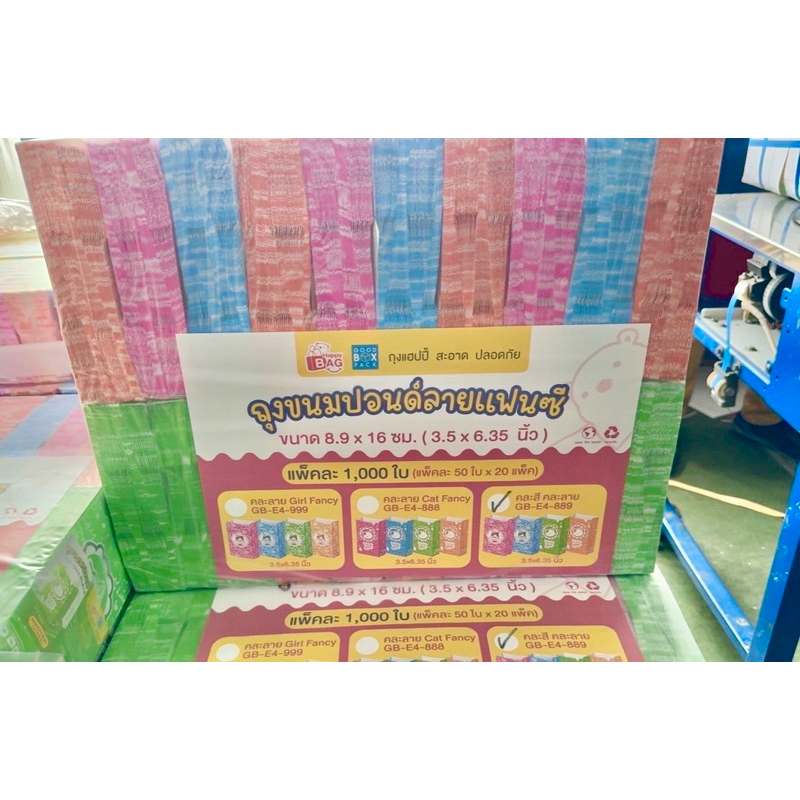 Happy BAG
GOOD BOX PACK
ถุงแฮปปี้ สะอาด ปลอดภัย
ถุงขนมปอนด์ลายแฟนซี
ขนาด 8.9 x 16 ซม. ( 3.5 x 6.35 นิ้ว )
แพ็คละ 1,000 ใบ (แพ็คละ 50 ใบ x 20 แพ็ค)
คละลาย Girl Fancy
GB-E4-999
3.5x6.35 นิ้ว
คละลาย Cat Fancy
GB-E4-888
3.5x6.35 นิ้ว
คละสี คละลาย
GB-E4-889
3.5x6.35 นิ้ว
ขนาด 8.9 x 16 ซม. ( 3.5 x 6.35 นิ้ว )
แพ็คละ 1,000 ใบ (แพ็คละ 50 ใบ x 20 แพ็ค)
คละลาย Girl Fancy
GB-E4-999
คละลาย Cat Fancy
GB-E4-888
คละสี คละลาย
GB-E4-889